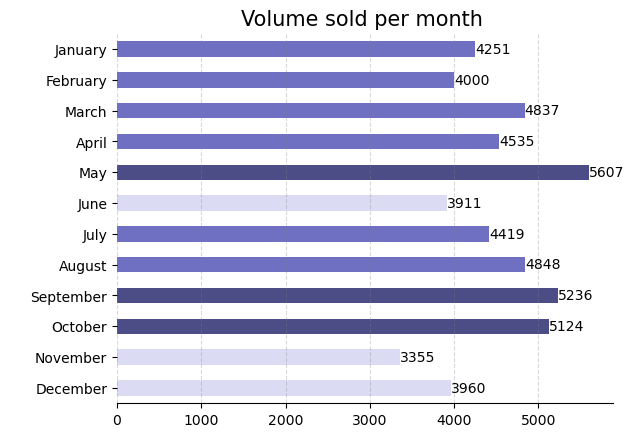 Volume sold per month
January 4251
February 4000
March 4837
April 4535
May 5607
June 3911
July 4419
August 4848
September 5236
October 5124
November 3355
December 3960
0 1000 2000 3000 4000 5000